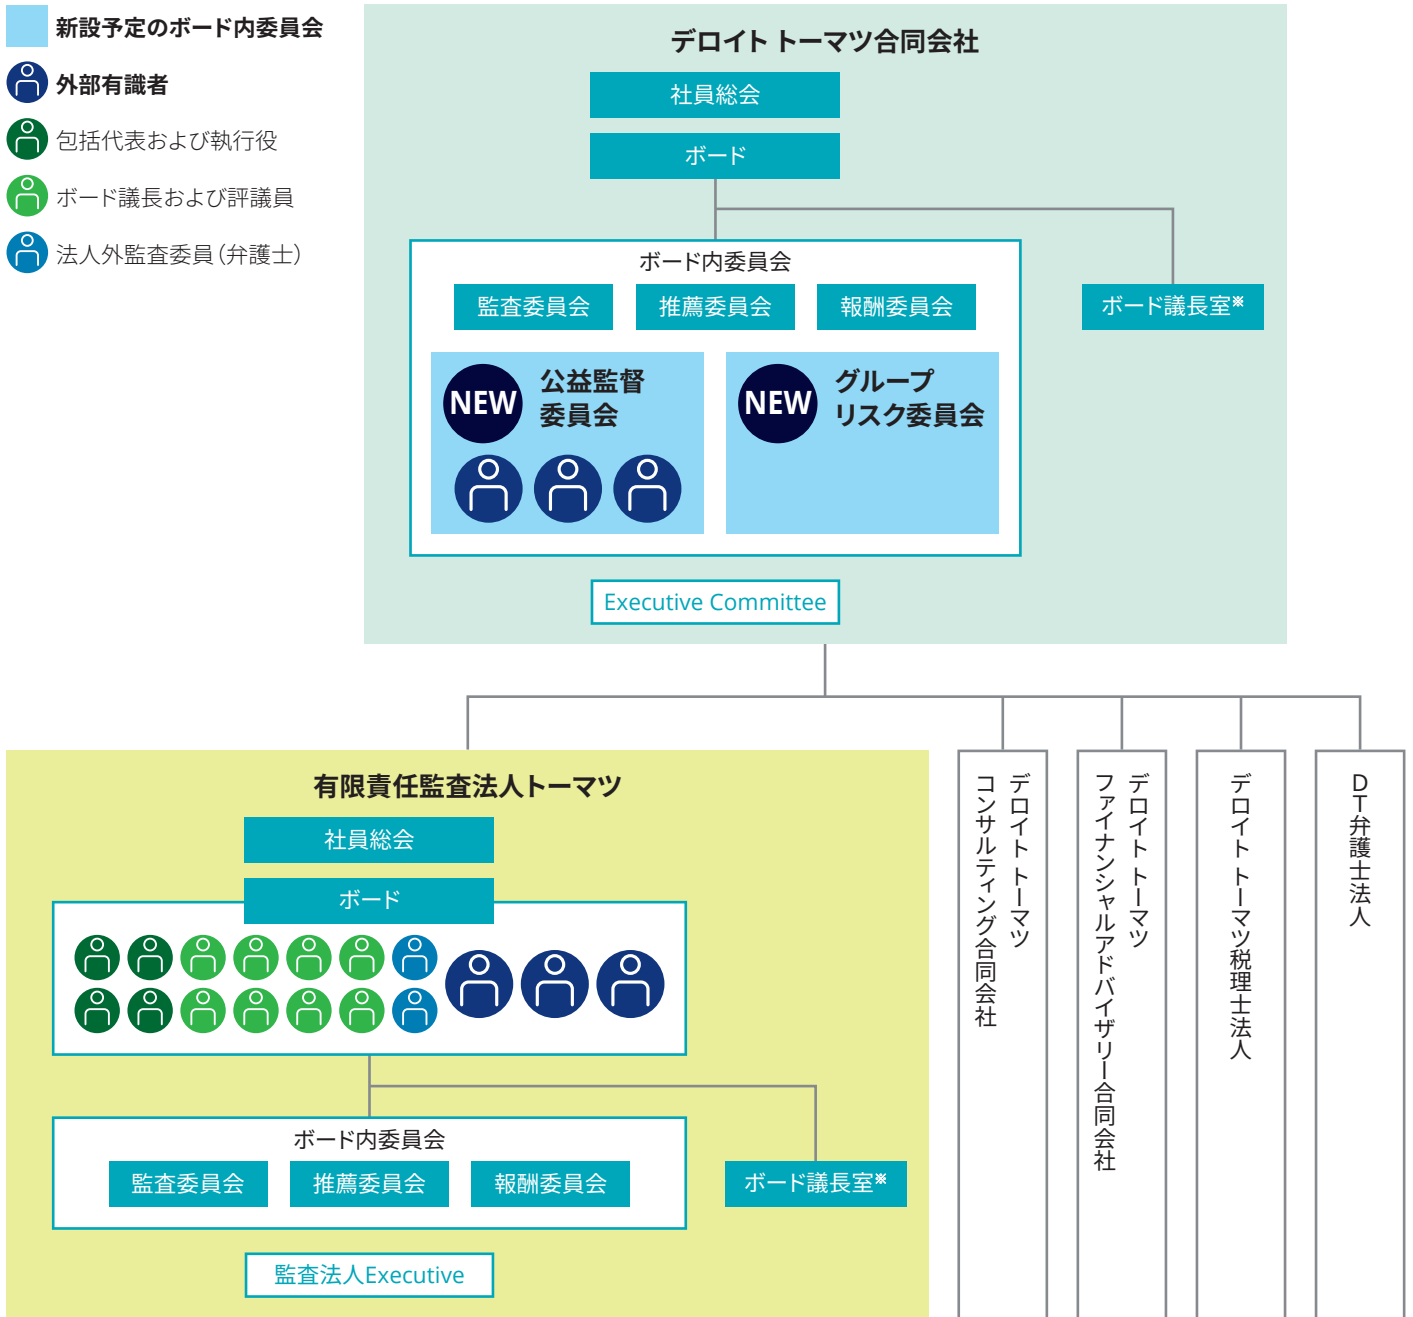 新設予定のボード内委員会
外部有識者
包括代表および執行役
ボード議長および評議員
法人外監査委員（弁護士）
デロイト トーマツ合同会社
社員総会
ボード
ボード内委員会
監査委員会
推薦委員会
報酬委員会
ボード議長室※
NEW
公益監督
委員会
NEW
グループ
リスク委員会
Executive Committee
有限責任監査法人トーマツ
社員総会
ボード
ボード内委員会
監査委員会
推薦委員会
報酬委員会
ボード議長室※
監査法人Executive
デロイト トーマツ
コンサルティング合同会社
デロイト トーマツ
ファイナンシャルアドバイザリー合同会社
デロイト トーマツ税理士法人
DT弁護士法人